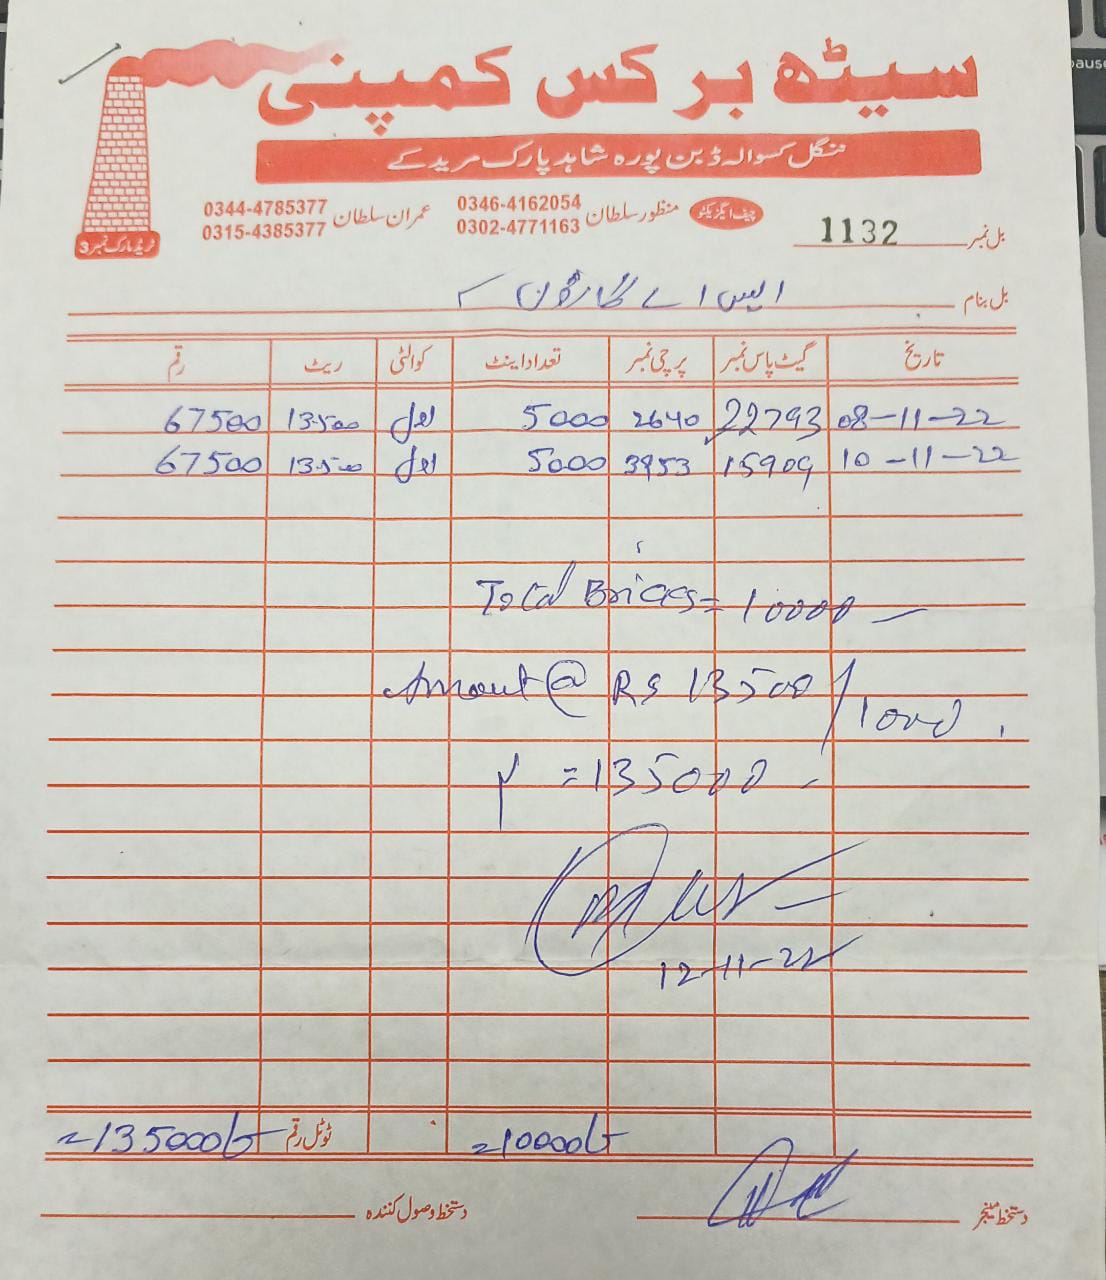 سیٹھ برکس کمپنی
ننگل کسوالہ ڈبن پورہ شاہد پارک مریدکے
چیف ایگزیکٹو منظور سلطان 0346-4162054 0302-4771163 عمران سلطان 0344-4785377 0315-4385377
ٹریڈ مارک نمبر 3
بل نمبر 1132
بل بنام ایس اے
تاریخ گیٹ پاس نمبر پرچی نمبر تعداد اینٹ کوالٹی ریٹ رقم
08-11-22 22793 2640 5000 اول 13500 67500
10-11-22 15909 3953 5000 اول 13500 67500
Total Bricks = 10000
Amount @ RS 13500/1000
= 135000
12-11-22
=10000/- ٹوٹل رقم =135000/-
دستخط منیجر دستخط وصول کنندہ
pause